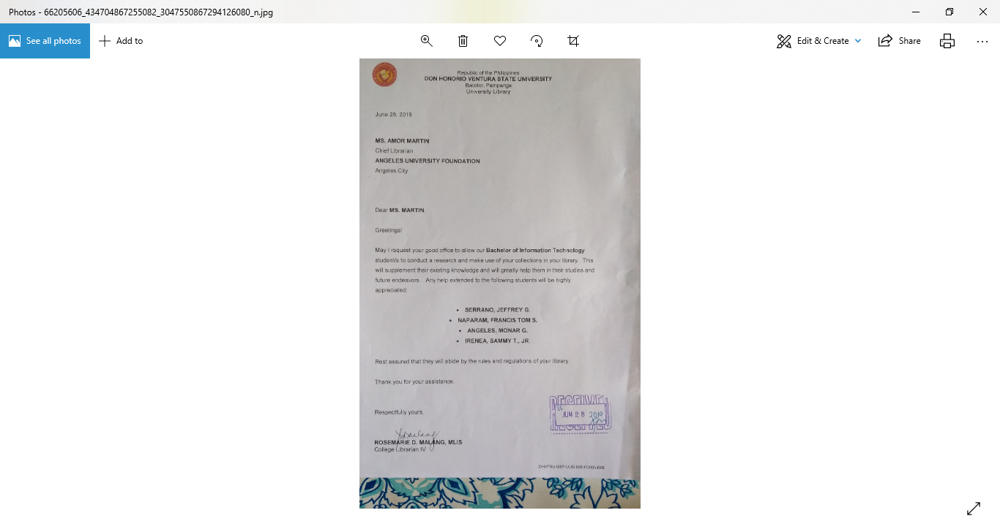 Photos - 66205606_434704867255082_3047550867294126080_n.jpg
See all photos
Add to
Edit & Create
Share
Republic of the Philippines
DON HONORIO VENTURA STATE UNIVERSITY
Bacolor, Pampanga
University Library
June 28, 2019
MS. AMOR MARTIN
Chief Librarian
ANGELES UNIVERSITY FOUNDATION
Angeles City
Dear MS. MARTIN,
Greetings!
May I request your good office to allow our Bachelor of Information Technology
student/s to conduct a research and make use of your collections in your library. This
will supplement their existing knowledge and will greatly help them in their studies and
future endeavors. Any help extended to the following students will be highly
appreciated:
• SERRANO, JEFFREY G.
• NAPARAM, FRANCIS TOM S.
• ANGELES, MONAR G.
• IRENEA, SAMMY T., JR.
Rest assured that they will abide by the rules and regulations of your library.
Thank you for your assistance.
Respectfully yours,
RECEIVED
JUN 28 2019
RECEIVED
ROSEMARIE D. MALANG, MLIS
College Librarian IV